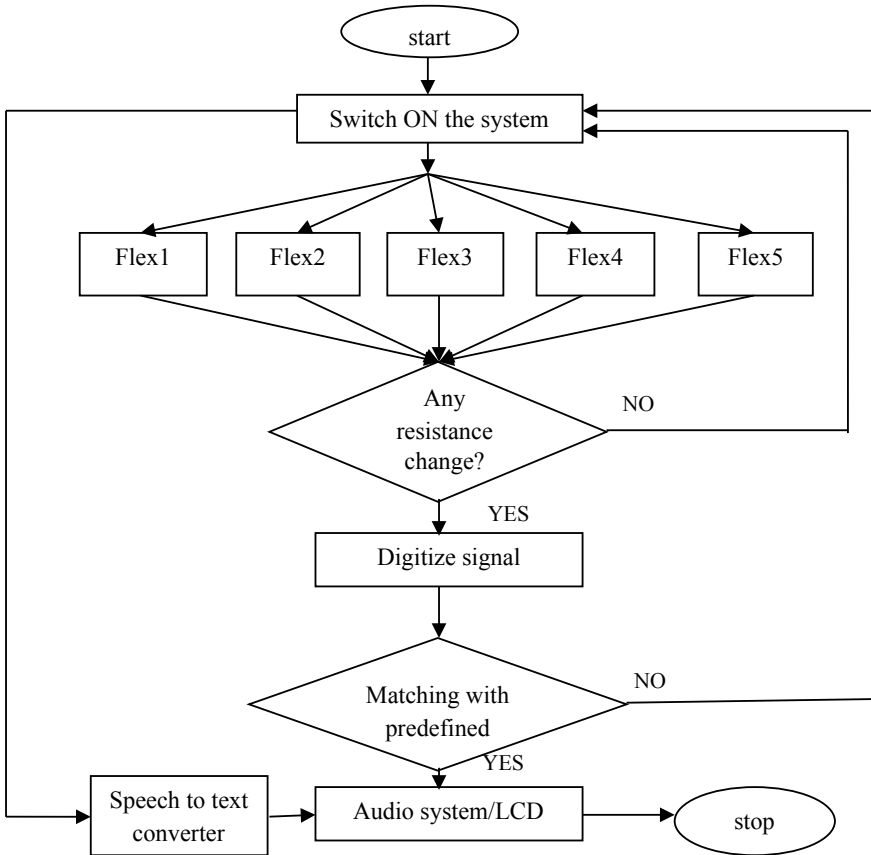 start
Switch ON the system
Flex1
Flex2
Flex3
Flex4
Flex5
Any
resistance
change?
NO
YES
Digitize signal
Matching with
predefined
NO
YES
Speech to text
converter
Audio system/LCD
stop